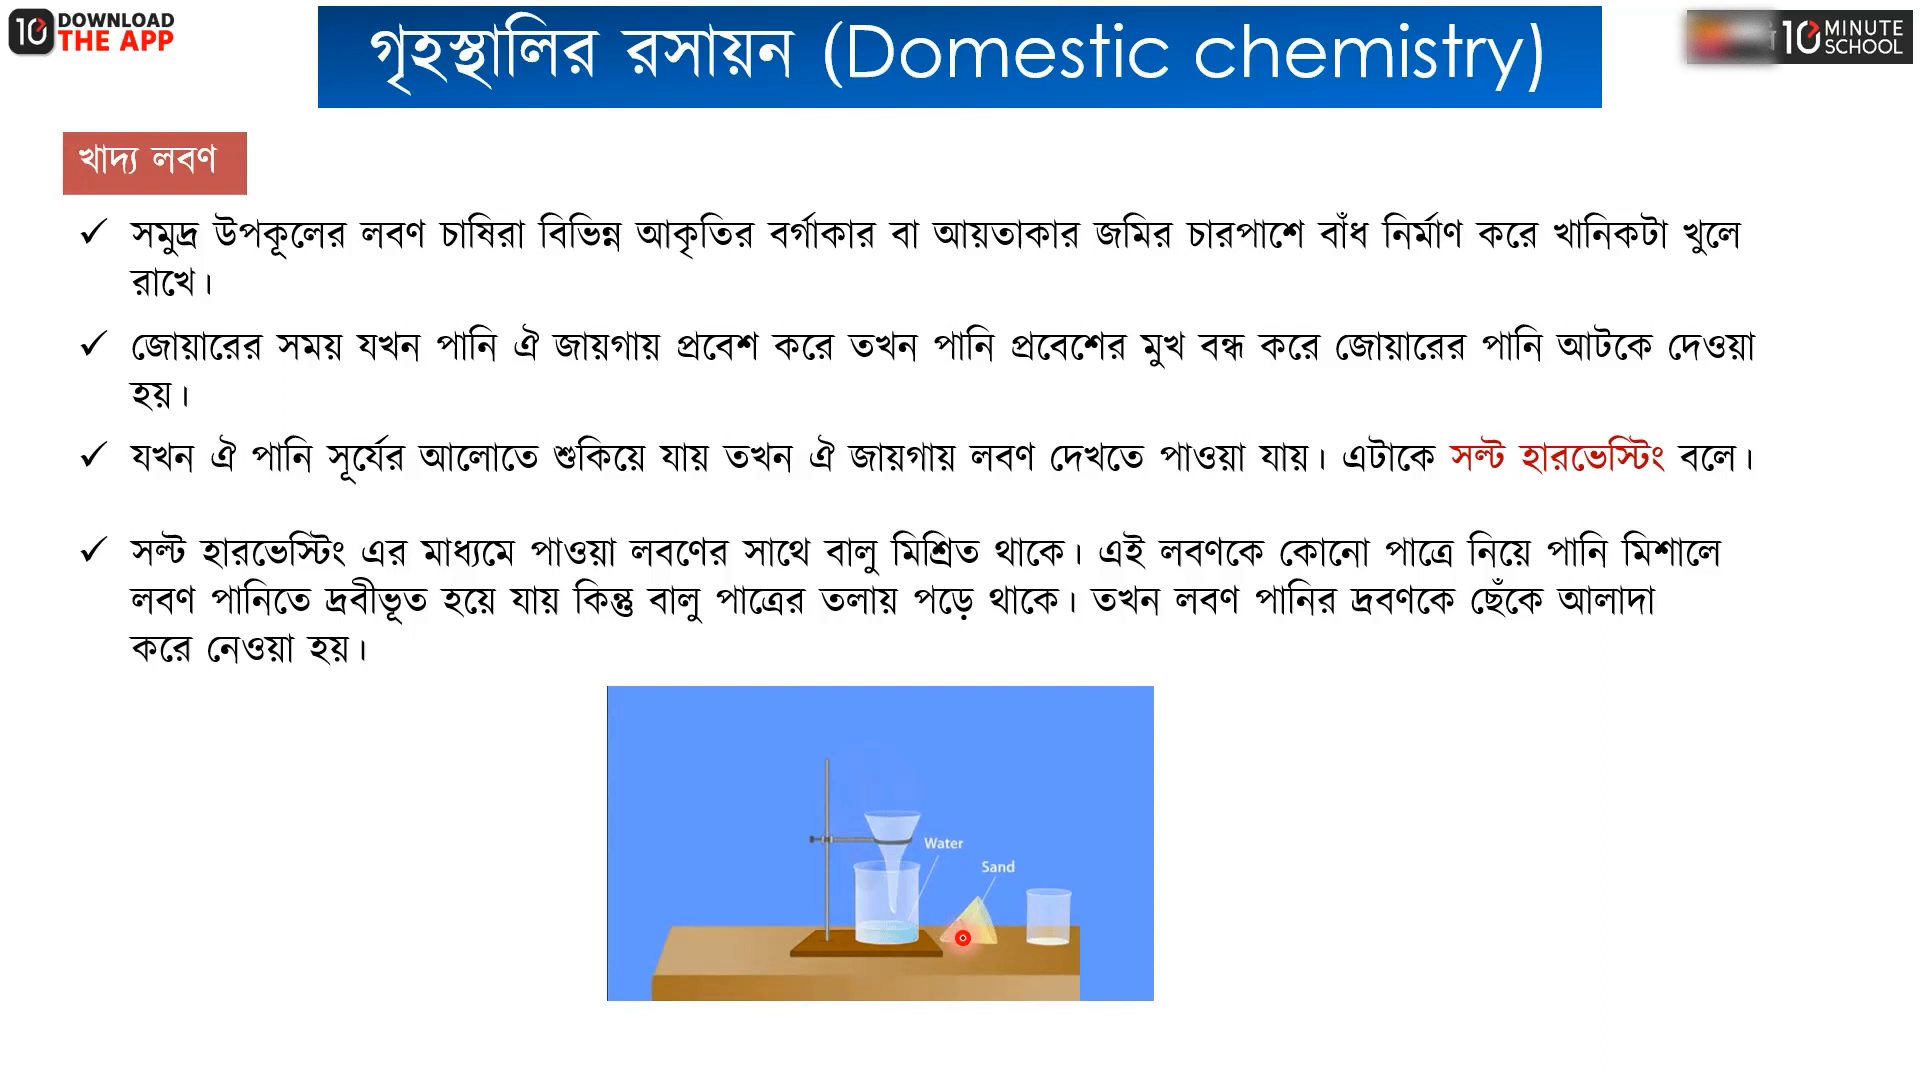 DOWNLOAD
THE APP
গৃহস্থালির রসায়ন (Domestic chemistry)
10 MINUTE
SCHOOL
খাদ্য লবণ
✓ সমুদ্র উপকূলের লবণ চাষিরা বিভিন্ন আকৃতির বর্গাকার বা আয়তাকার জমির চারপাশে বাঁধ নির্মাণ করে খানিকটা খুলে
রাখে।
✓ জোয়ারের সময় যখন পানি ঐ জায়গায় প্রবেশ করে তখন পানি প্রবেশের মুখ বন্ধ করে জোয়ারের পানি আটকে দেওয়া
হয়।
✓ যখন ঐ পানি সূর্যের আলোতে শুকিয়ে যায় তখন ঐ জায়গায় লবণ দেখতে পাওয়া যায়। এটাকে সল্ট হারভেস্টিং বলে।
✓ সল্ট হারভেস্টিং এর মাধ্যমে পাওয়া লবণের সাথে বালু মিশ্রিত থাকে। এই লবণকে কোনো পাত্রে নিয়ে পানি মিশালে
লবণ পানিতে দ্রবীভূত হয়ে যায় কিন্তু বালু পাত্রের তলায় পড়ে থাকে। তখন লবণ পানির দ্রবণকে ছেঁকে আলাদা
করে নেওয়া হয়।
Water
Sand